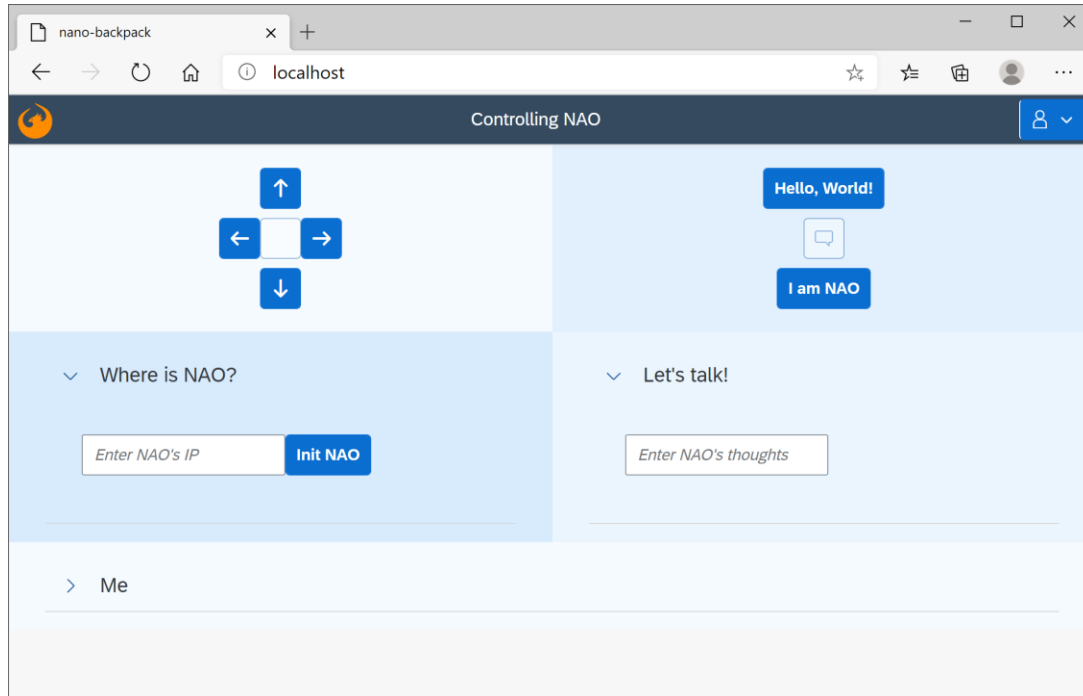 nano-backpack
localhost
Controlling NAO
Hello, World!
I am NAO
Where is NAO?
Enter NAO's IP
Init NAO
Let's talk!
Enter NAO's thoughts
Me